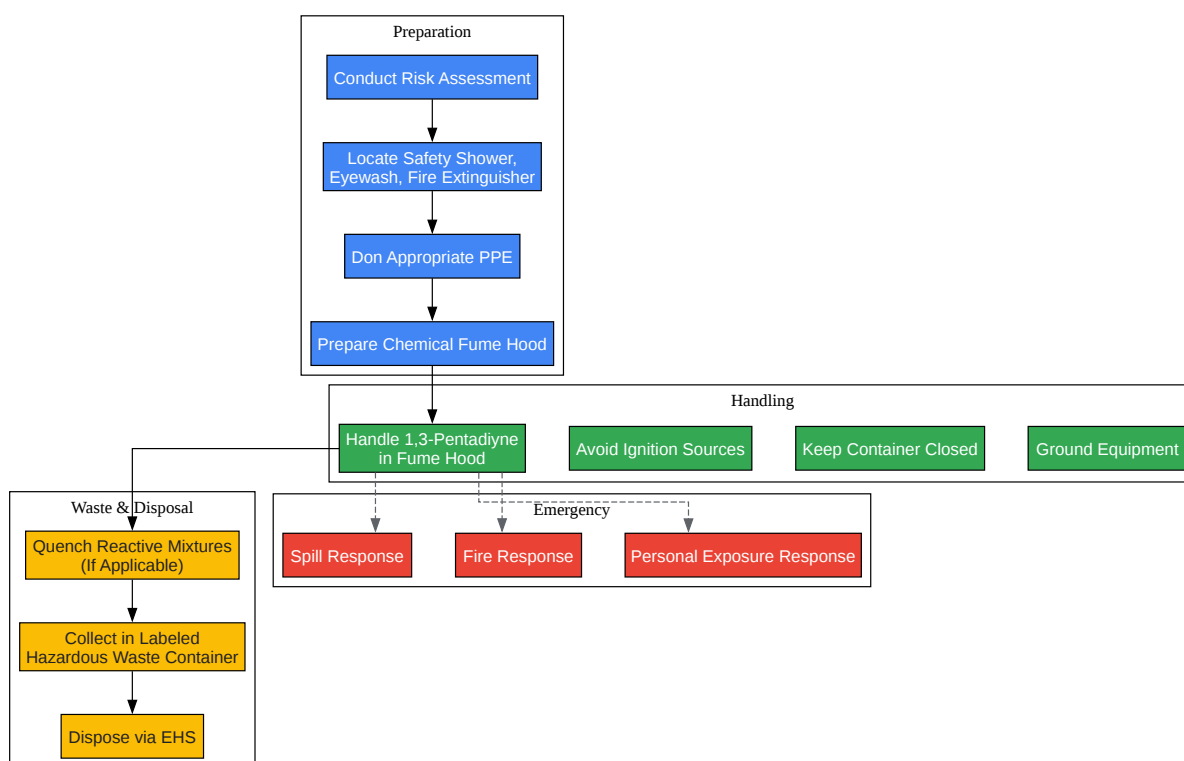 Preparation
Conduct Risk Assessment
Locate Safety Shower,
Eyewash, Fire Extinguisher
Don Appropriate PPE
Prepare Chemical Fume Hood
Handling
Handle 1,3-Pentadiyne
in Fume Hood
Avoid Ignition Sources
Keep Container Closed
Ground Equipment
Waste & Disposal
Quench Reactive Mixtures
(If Applicable)
Collect in Labeled
Hazardous Waste Container
Dispose via EHS
Emergency
Spill Response
Fire Response
Personal Exposure Response